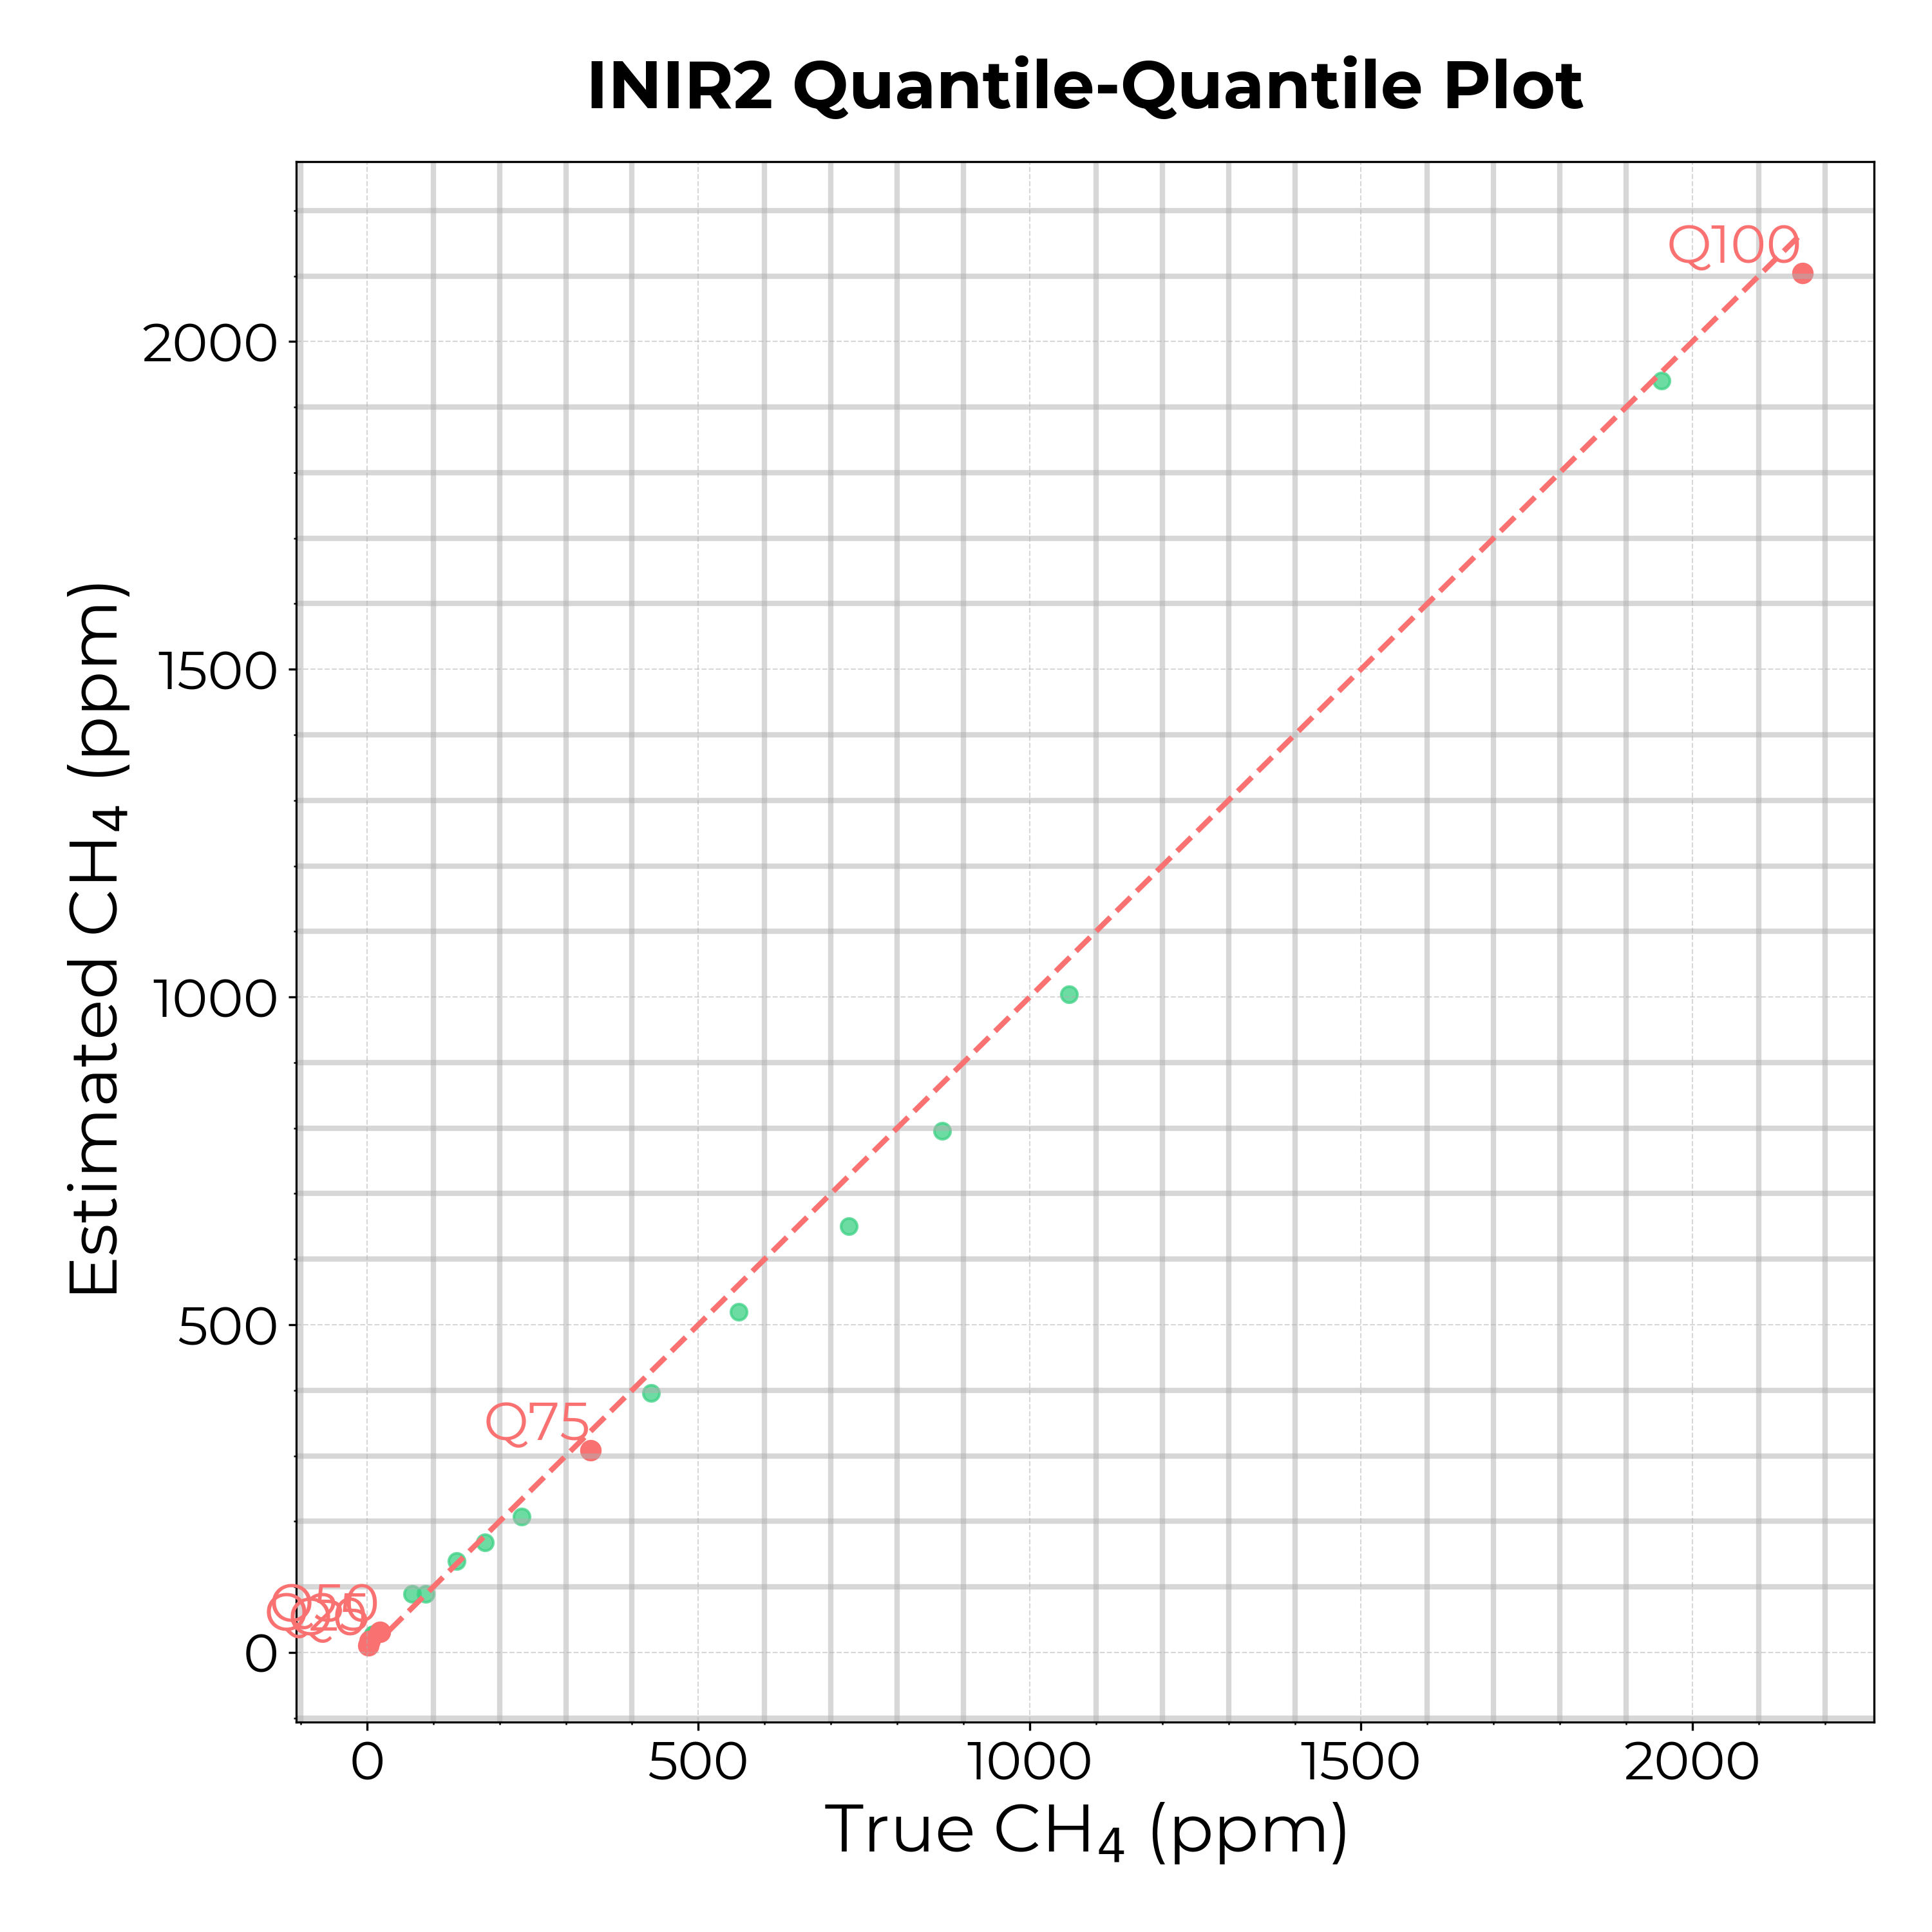 INIR2 Quantile-Quantile Plot
Q100
2000
1500
1000
500
0
Estimated CH₄ (ppm)
Q75
Q50
0
500
1000
1500
2000
True CH₄ (ppm)